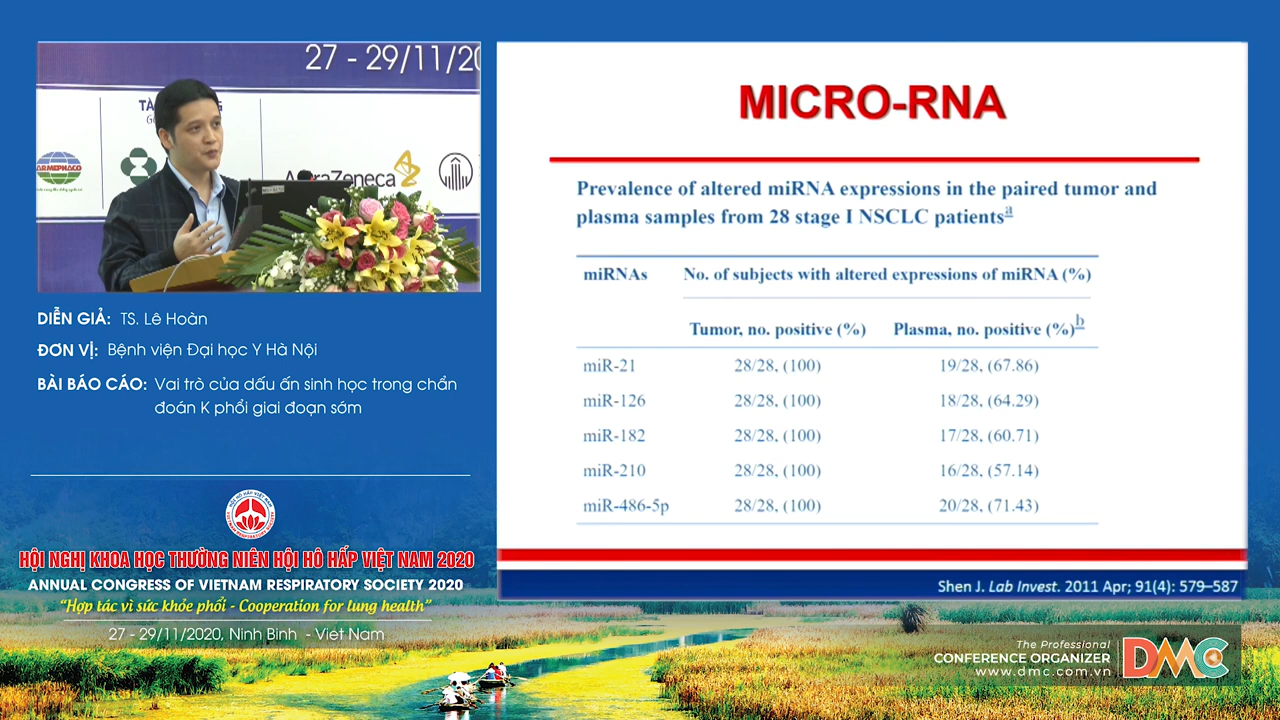 27 - 29/11/20
ARMEPHACO
AstraZeneca
DIỄN GIẢ: TS. Lê Hoàn
ĐƠN VỊ: Bệnh viện Đại học Y Hà Nội
BÀI BÁO CÁO: Vai trò của dấu ấn sinh học trong chẩn
đoán K phổi giai đoạn sớm
HỘI HÔ HẤP VIỆT NAM
HỘI NGHỊ KHOA HỌC THƯỜNG NIÊN HỘI HÔ HẤP VIỆT NAM 2020
ANNUAL CONGRESS OF VIETNAM RESPIRATORY SOCIETY 2020
“Hợp tác vì sức khỏe phổi - Cooperation for lung health”
27 - 29/11/2020, Ninh Binh - Viet Nam
MICRO-RNA
Prevalence of altered miRNA expressions in the paired tumor and
plasma samples from 28 stage I NSCLC patientsa
miRNAs No. of subjects with altered expressions of miRNA (%)
Tumor, no. positive (%) Plasma, no. positive (%)b
miR-21 28/28, (100) 19/28, (67.86)
miR-126 28/28, (100) 18/28, (64.29)
miR-182 28/28, (100) 17/28, (60.71)
miR-210 28/28, (100) 16/28, (57.14)
miR-486-5p 28/28, (100) 20/28, (71.43)
Shen J. Lab Invest. 2011 Apr; 91(4): 579–587
The Professional
CONFERENCE ORGANIZER
www.dmc.com.vn
DMC